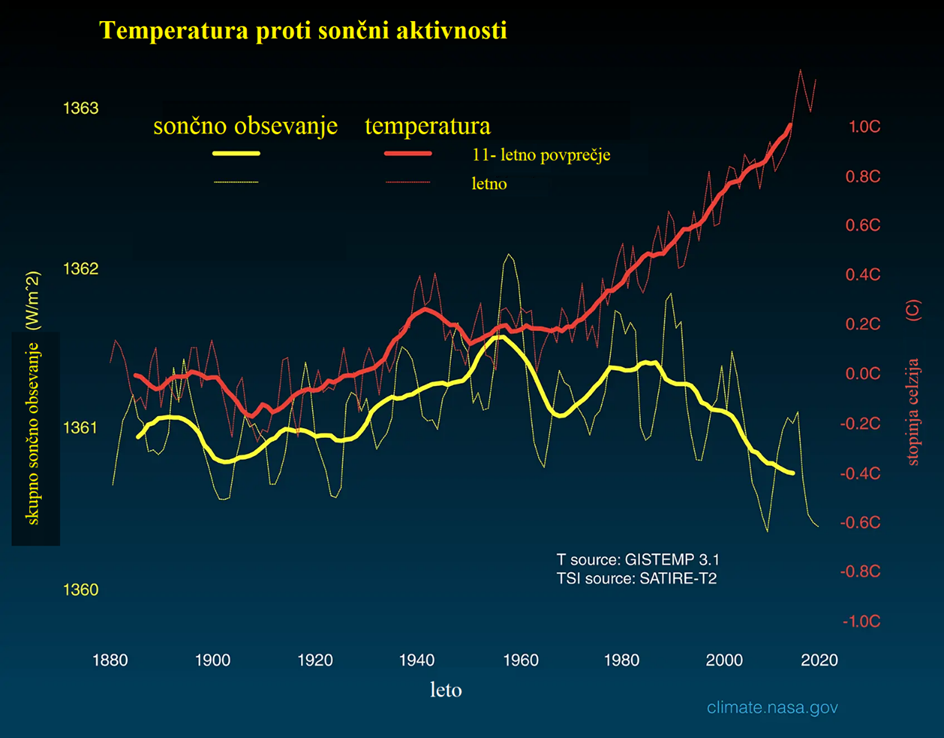 Temperatura proti sončni aktivnosti
1363
sončno obsevanje temperatura
11- letno povprečje
letno
1362
1361
1360
skupno sončno obsevanje (W/m^2)
1.0C
0.8C
0.6C
0.4C
0.2C
0.0C
-0.2C
-0.4C
-0.6C
-0.8C
-1.0C
stopinja celzija (C)
T source: GISTEMP 3.1
TSI source: SATIRE-T2
1880 1900 1920 1940 1960 1980 2000 2020
leto
climate.nasa.gov